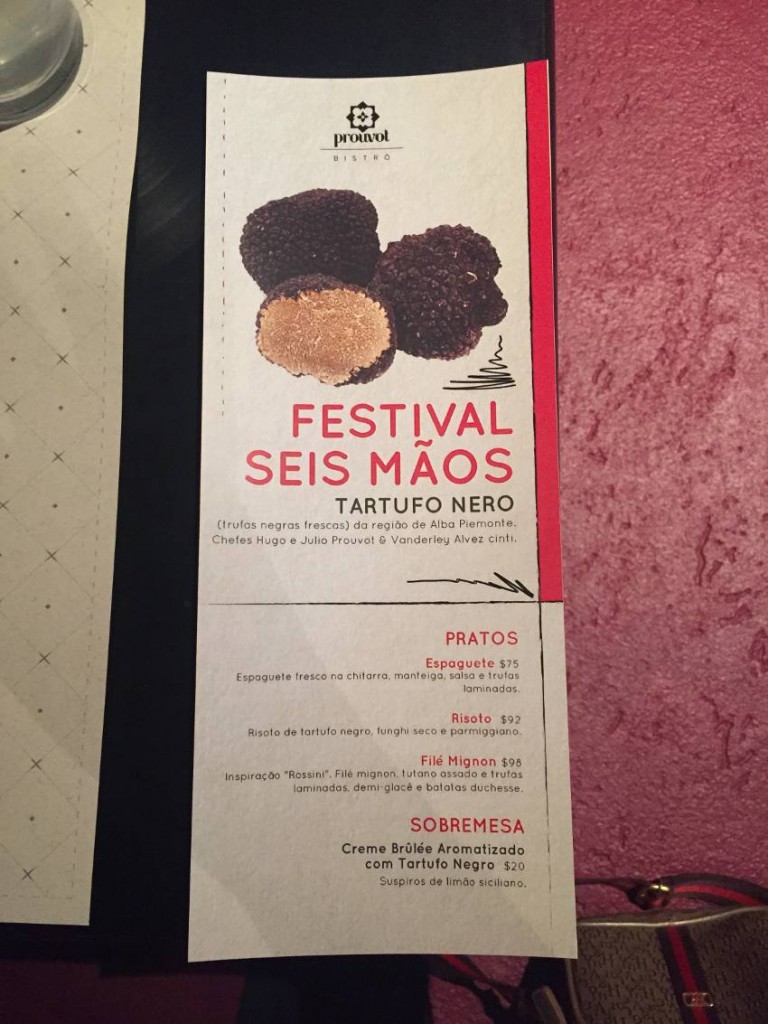 prouvot
BISTRÔ
FESTIVAL
SEIS MÃOS
TARTUFO NERO
(trufas negras frescas) da região de Alba Piemonte.
Chefes Hugo e Julio Prouvot & Vanderley Alvez cinti.
PRATOS
Espaguete $75
Espaguete fresco na chitarra, manteiga, salsa e trufas
laminadas.
Risoto $92
Risoto de tartufo negro, funghi seco e parmiggiano.
Filé Mignon $98
Inspiração "Rossini". Filé mignon, tutano assado e trufas
laminadas, demi-glacê e batatas duchesse.
SOBREMESA
Creme Brûlée Aromatizado
com Tartufo Negro $20
Suspiros de limão siciliano.